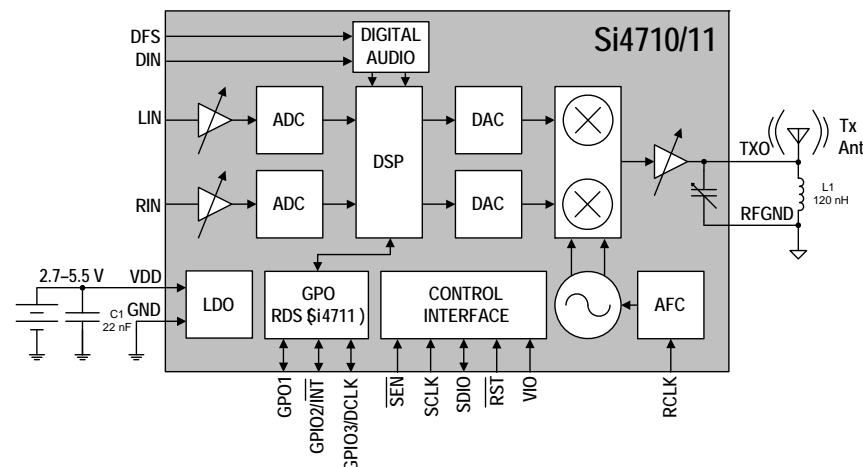 Si4710/11
DFS
DIN
DIGITAL
AUDIO
LIN
ADC
DSP
DAC
RIN
ADC
DAC
TXO
Tx
Ant
L1
120 nH
RFGND
2.7–5.5 V
VDD
GND
C1
22 nF
LDO
GPO
RDS (Si4711)
CONTROL
INTERFACE
AFC
GPO1
GPIO2/INT
GPIO3/DCLK
SEN
SCLK
SDIO
RST
VIO
RCLK